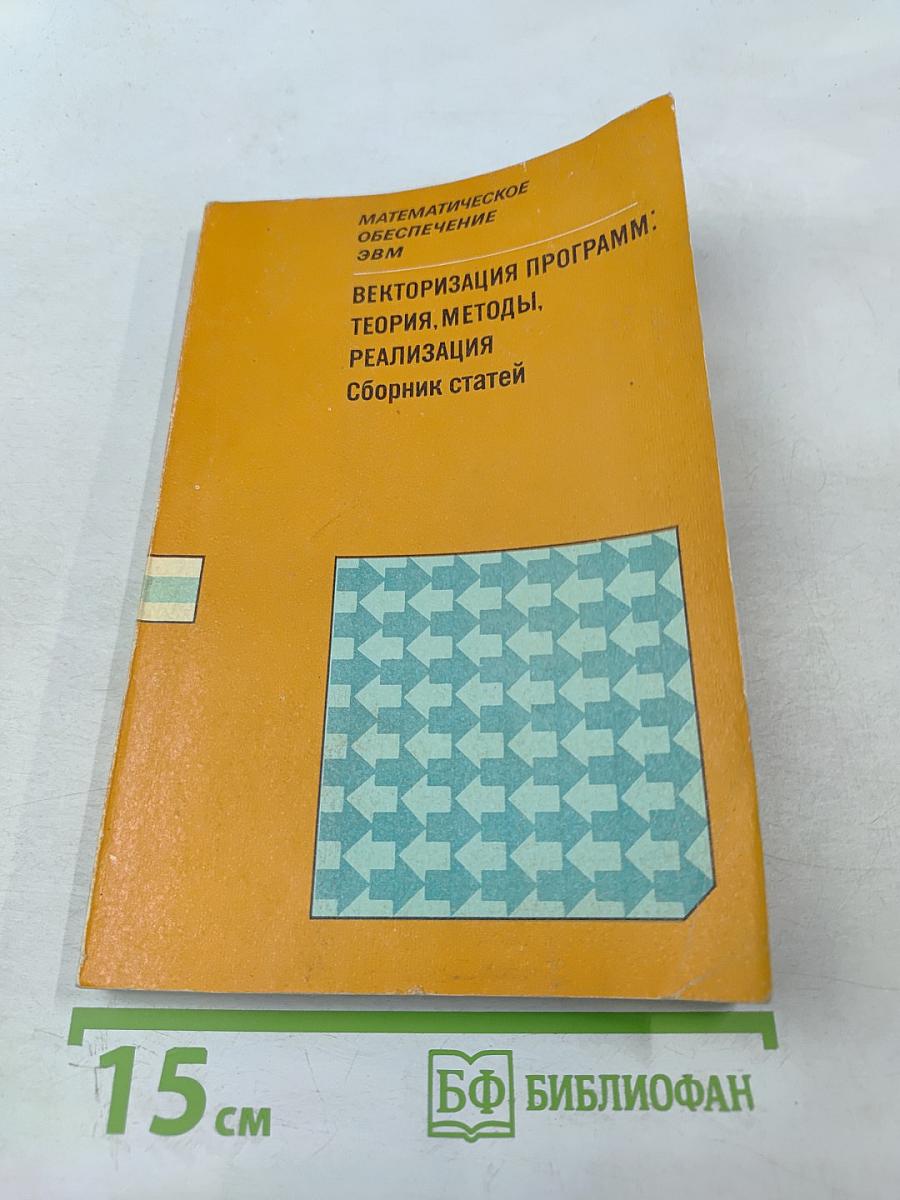 МАТЕМАТИЧЕСКОЕ
ОБЕСПЕЧЕНИЕ
ЭВМ
ВЕКТОРИЗАЦИЯ ПРОГРАММ:
ТЕОРИЯ, МЕТОДЫ,
РЕАЛИЗАЦИЯ
Сборник статей
15 см
БФ БИБЛИОФАН